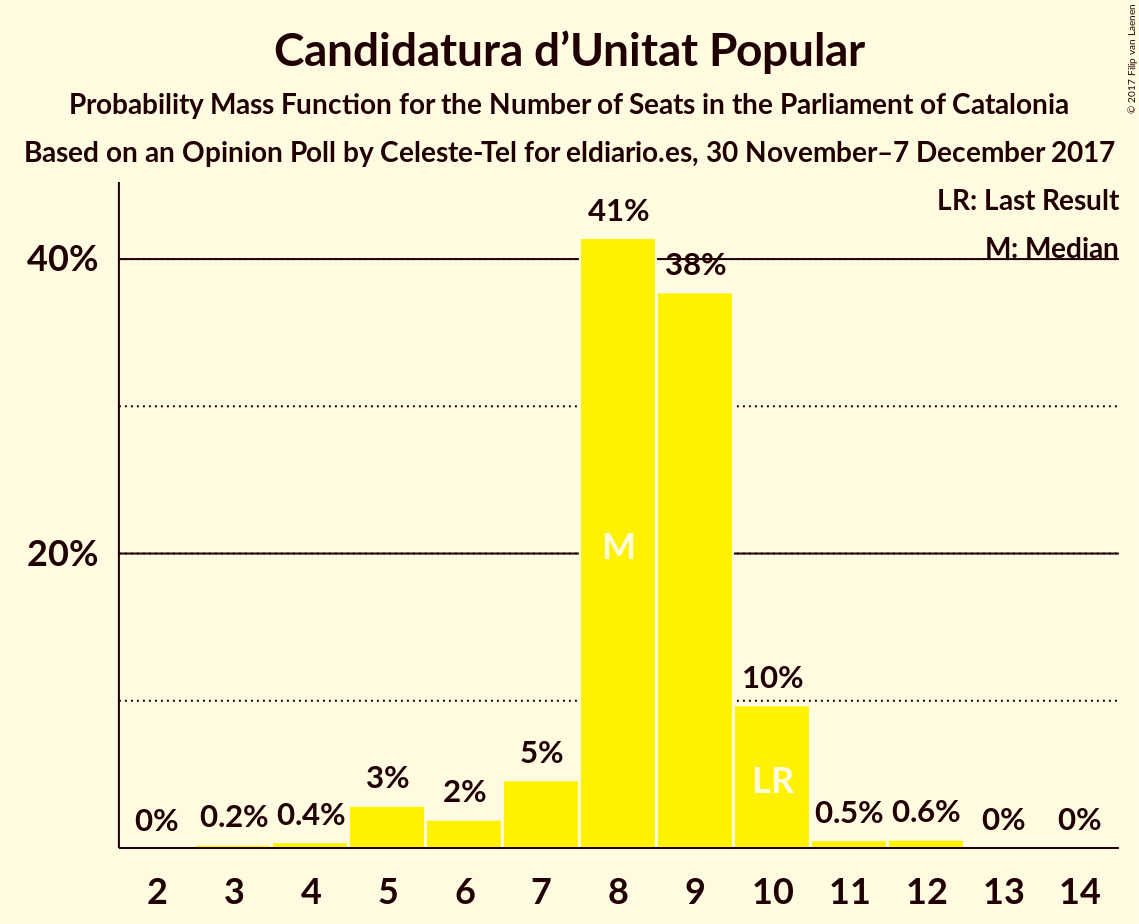 Candidatura d’Unitat Popular
Probability Mass Function for the Number of Seats in the Parliament of Catalonia
Based on an Opinion Poll by Celeste-Tel for eldiario.es, 30 November–7 December 2017
© 2017 Filip van Laenen
LR: Last Result
M: Median
40%
20%
0%
0.2%
0.4%
3%
2%
5%
41%
38%
10%
0.5%
0.6%
0%
0%
M
LR
2 3 4 5 6 7 8 9 10 11 12 13 14